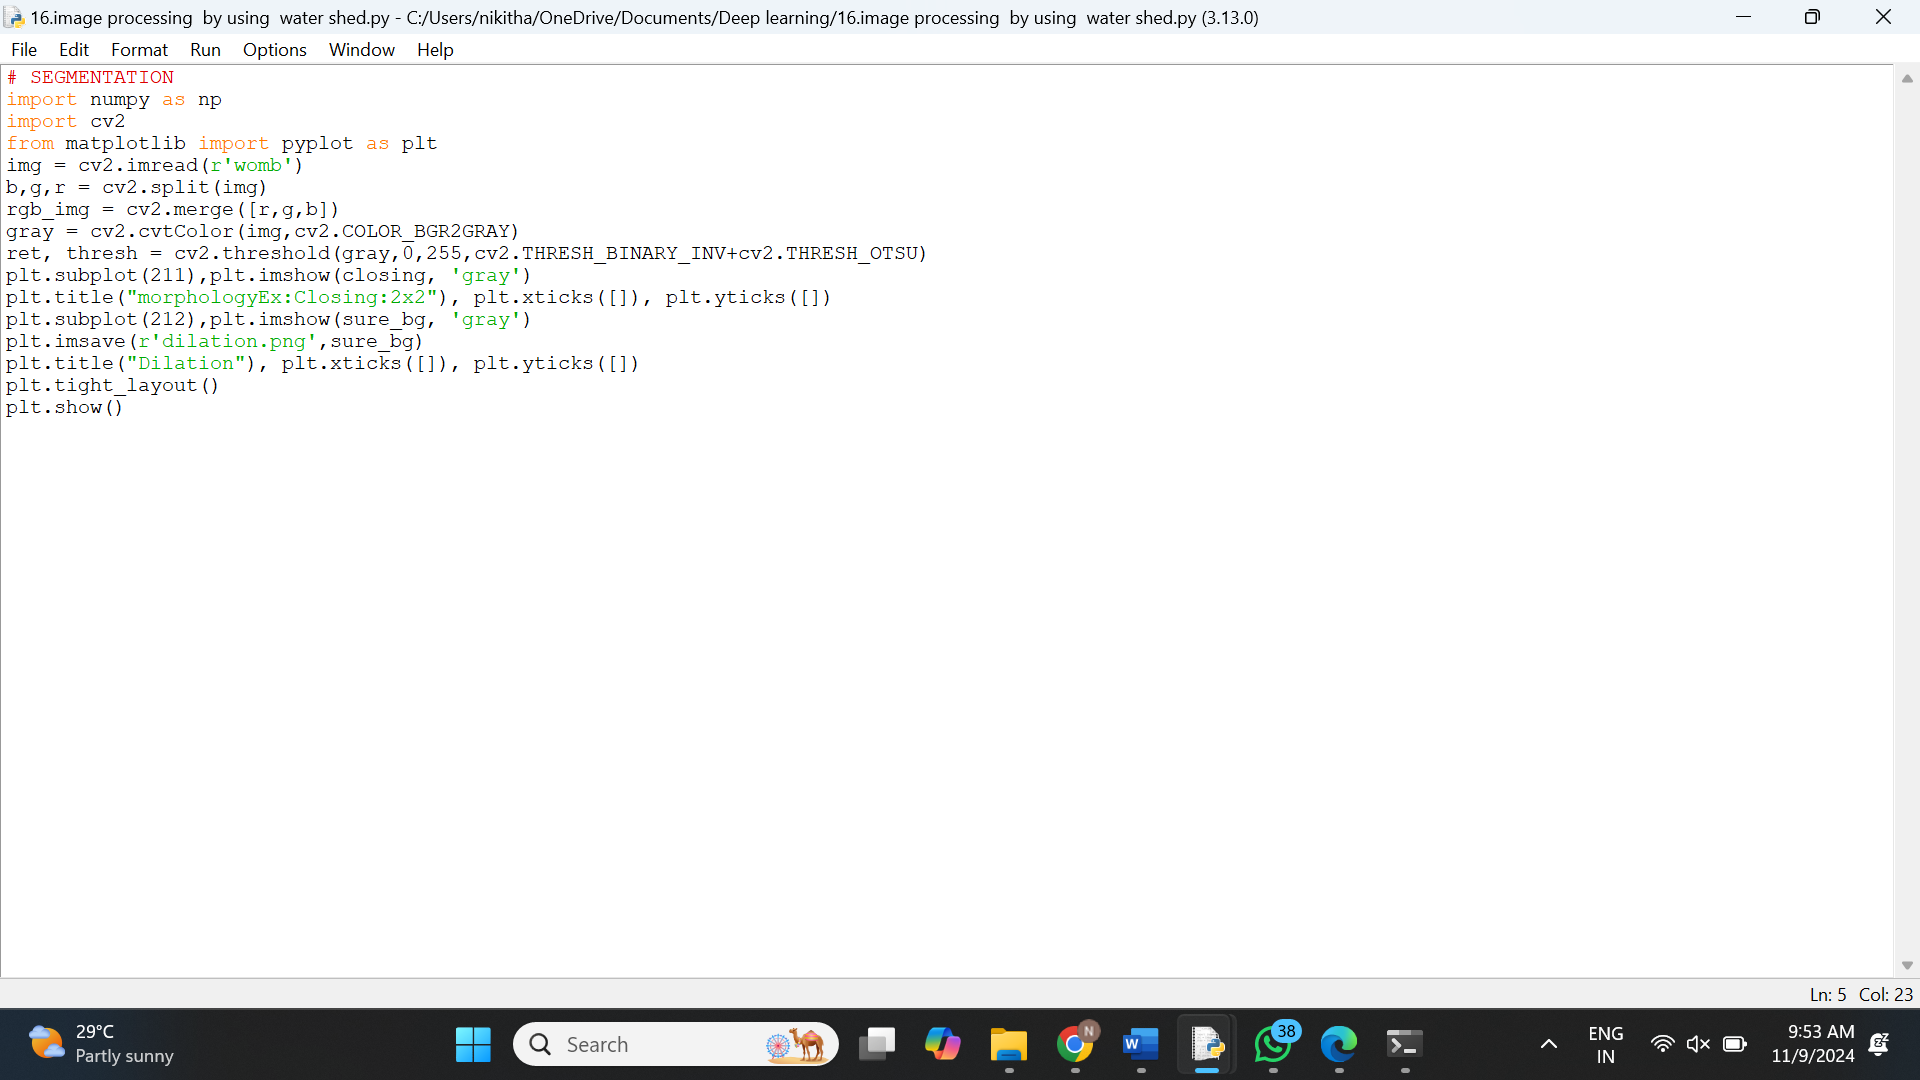 16.image processing  by using  water shed.py - C:/Users/nikitha/OneDrive/Documents/Deep learning/16.image processing  by using  water shed.py (3.13.0)
File Edit Format Run Options Window Help
# SEGMENTATION
import numpy as np
import cv2
from matplotlib import pyplot as plt
img = cv2.imread(r'womb')
b,g,r = cv2.split(img)
rgb_img = cv2.merge([r,g,b])
gray = cv2.cvtColor(img,cv2.COLOR_BGR2GRAY)
ret, thresh = cv2.threshold(gray,0,255,cv2.THRESH_BINARY_INV+cv2.THRESH_OTSU)
plt.subplot(211),plt.imshow(closing, 'gray')
plt.title("morphologyEx:Closing:2x2"), plt.xticks([]), plt.yticks([])
plt.subplot(212),plt.imshow(sure_bg, 'gray')
plt.imsave(r'dilation.png',sure_bg)
plt.title("Dilation"), plt.xticks([]), plt.yticks([])
plt.tight_layout()
plt.show()
Ln: 5 Col: 23
29°C
Partly sunny
Search
N
W
38
ENG
IN
9:53 AM
11/9/2024